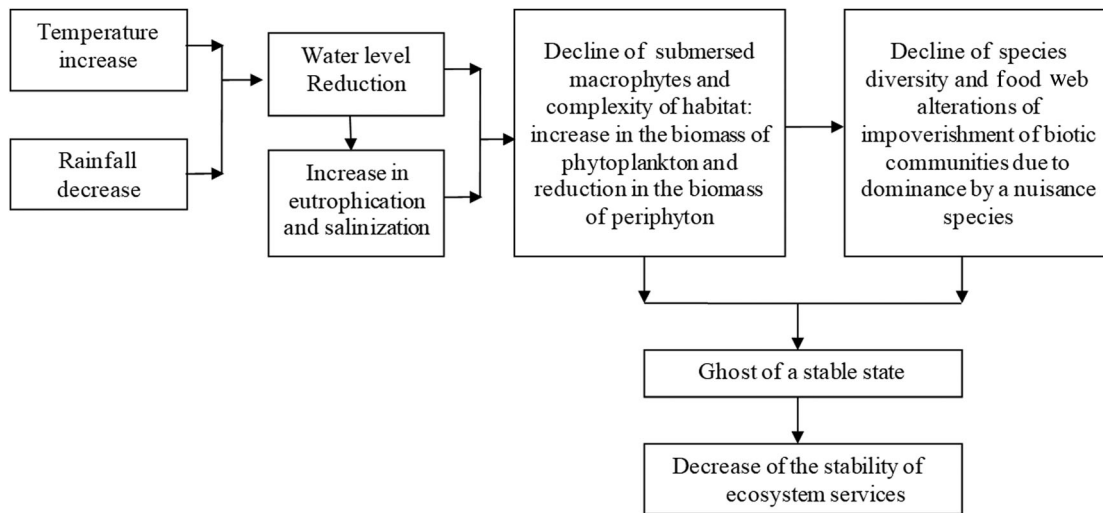 Temperature
increase
Rainfall
decrease
Water level
Reduction
Increase in
eutrophication
and salinization
Decline of submersed
macrophytes and
complexity of habitat:
increase in the biomass of
phytoplankton and
reduction in the biomass
of periphyton
Decline of species
diversity and food web
alterations of
impoverishment of biotic
communities due to
dominance by a nuisance
species
Ghost of a stable state
Decrease of the stability of
ecosystem services